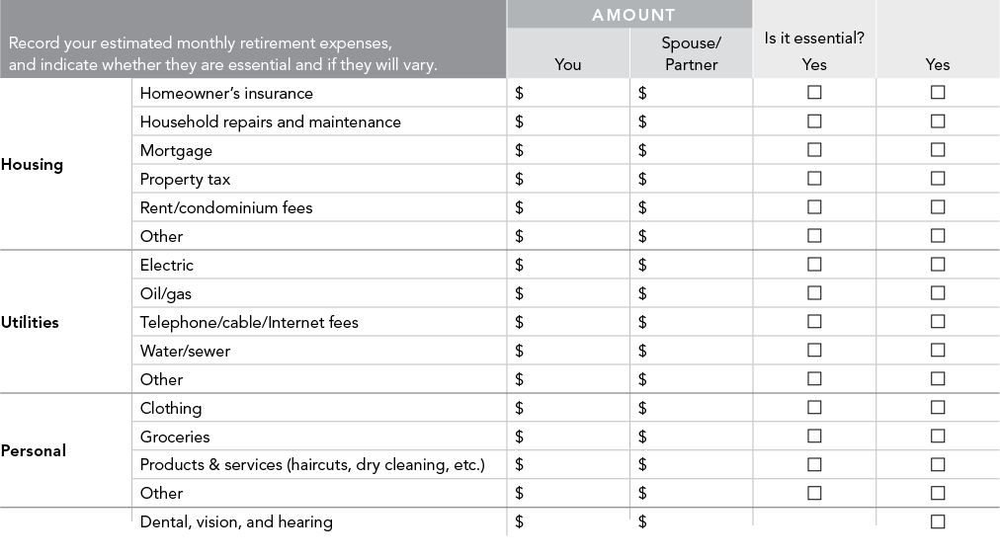 AMOUNT
Record your estimated monthly retirement expenses,
and indicate whether they are essential and if they will vary.
You
Spouse/
Partner
Is it essential?
Yes
Yes
Housing
Homeowner's insurance $ $ ☐ ☐
Household repairs and maintenance $ $ ☐ ☐
Mortgage $ $ ☐ ☐
Property tax $ $ ☐ ☐
Rent/condominium fees $ $ ☐ ☐
Other $ $ ☐ ☐
Utilities
Electric $ $ ☐ ☐
Oil/gas $ $ ☐ ☐
Telephone/cable/Internet fees $ $ ☐ ☐
Water/sewer $ $ ☐ ☐
Other $ $ ☐ ☐
Personal
Clothing $ $ ☐ ☐
Groceries $ $ ☐ ☐
Products & services (haircuts, dry cleaning, etc.) $ $ ☐ ☐
Other $ $ ☐ ☐
Dental, vision, and hearing $ $ ☐